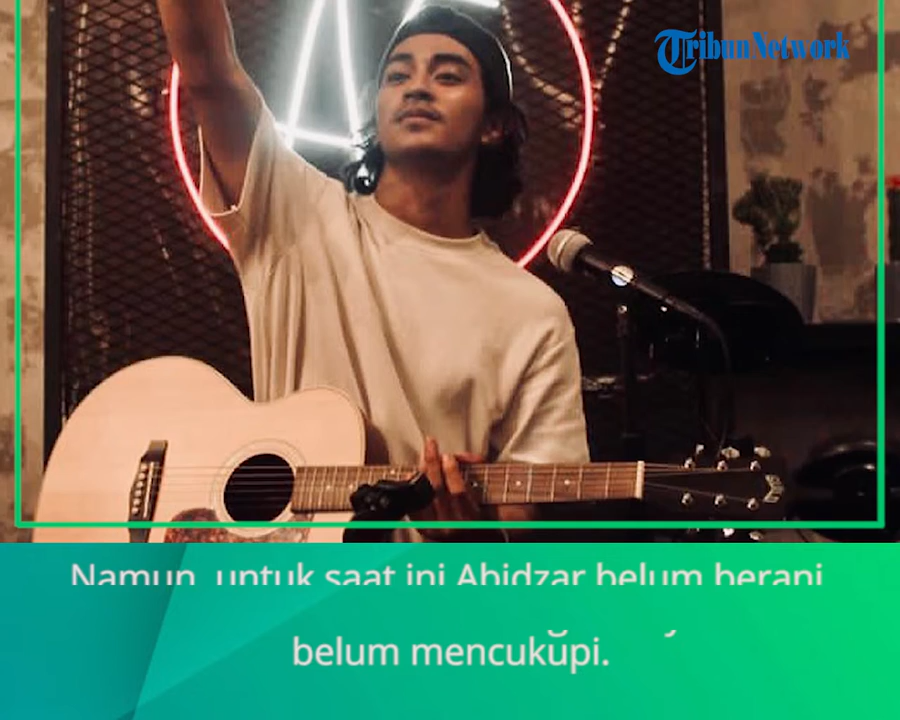 TribunNetwork
Namun, untuk saat ini Abidzar belum berani
belum mencukupi.